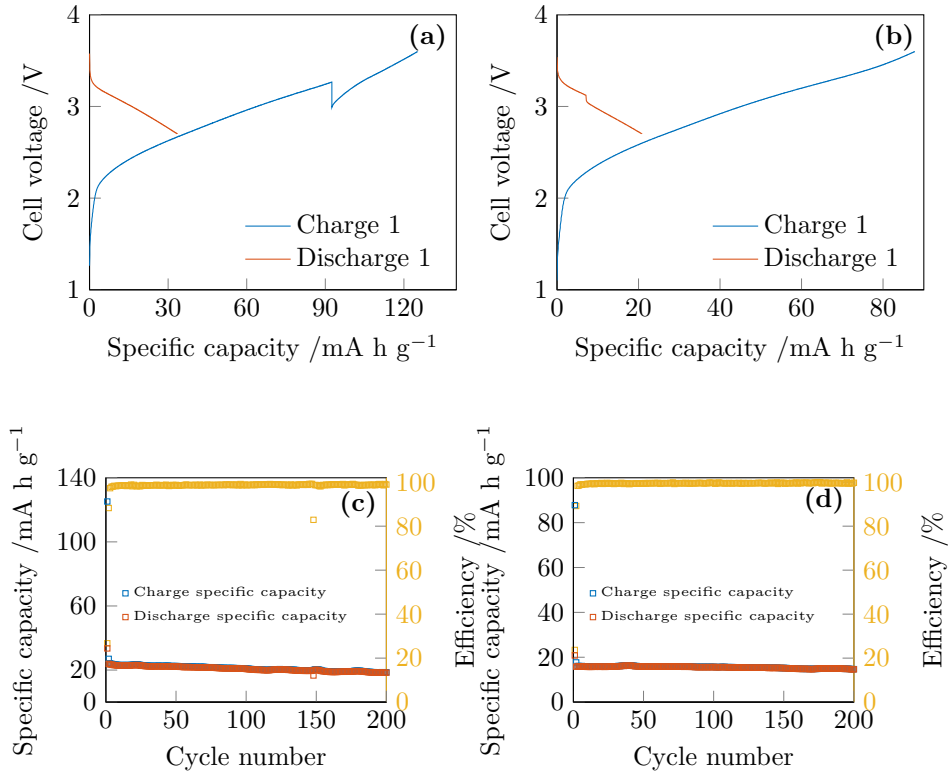 (a)
4
3
2
1
Cell voltage /V
Charge 1
Discharge 1
0 30 60 90 120
Specific capacity /mA h g⁻¹
(b)
4
3
2
1
Cell voltage /V
Charge 1
Discharge 1
0 20 40 60 80
Specific capacity /mA h g⁻¹
(c)
140
120
100
80
60
40
20
0
Specific capacity /mA h g⁻¹
Charge specific capacity
Discharge specific capacity
100
80
60
40
20
0
Efficiency /%
0 50 100 150 200
Cycle number
(d)
100
80
60
40
20
0
Specific capacity /mA h g⁻¹
Charge specific capacity
Discharge specific capacity
100
80
60
40
20
0
Efficiency /%
0 50 100 150 200
Cycle number